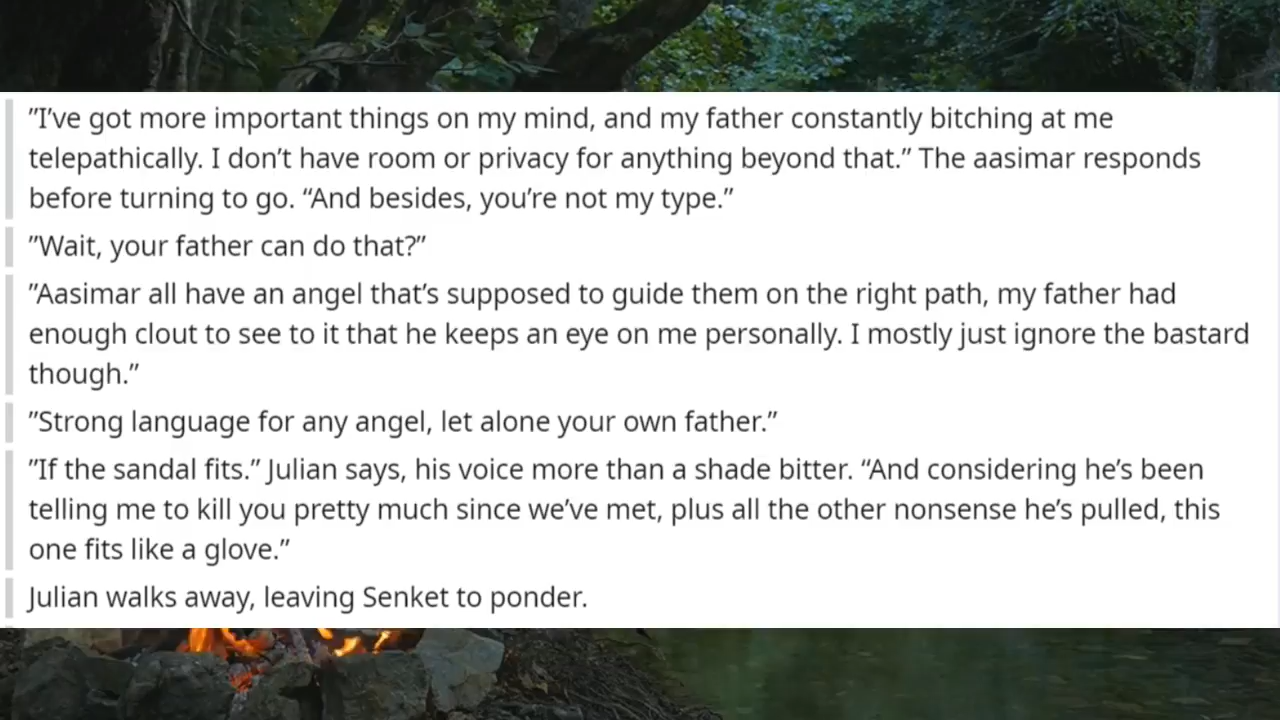 ”I’ve got more important things on my mind, and my father constantly bitching at me
telepathically. I don’t have room or privacy for anything beyond that.” The aasimar responds
before turning to go. “And besides, you’re not my type.”
”Wait, your father can do that?”
”Aasimar all have an angel that’s supposed to guide them on the right path, my father had
enough clout to see to it that he keeps an eye on me personally. I mostly just ignore the bastard
though.”
”Strong language for any angel, let alone your own father.”
”If the sandal fits.” Julian says, his voice more than a shade bitter. “And considering he’s been
telling me to kill you pretty much since we’ve met, plus all the other nonsense he’s pulled, this
one fits like a glove.”
Julian walks away, leaving Senket to ponder.